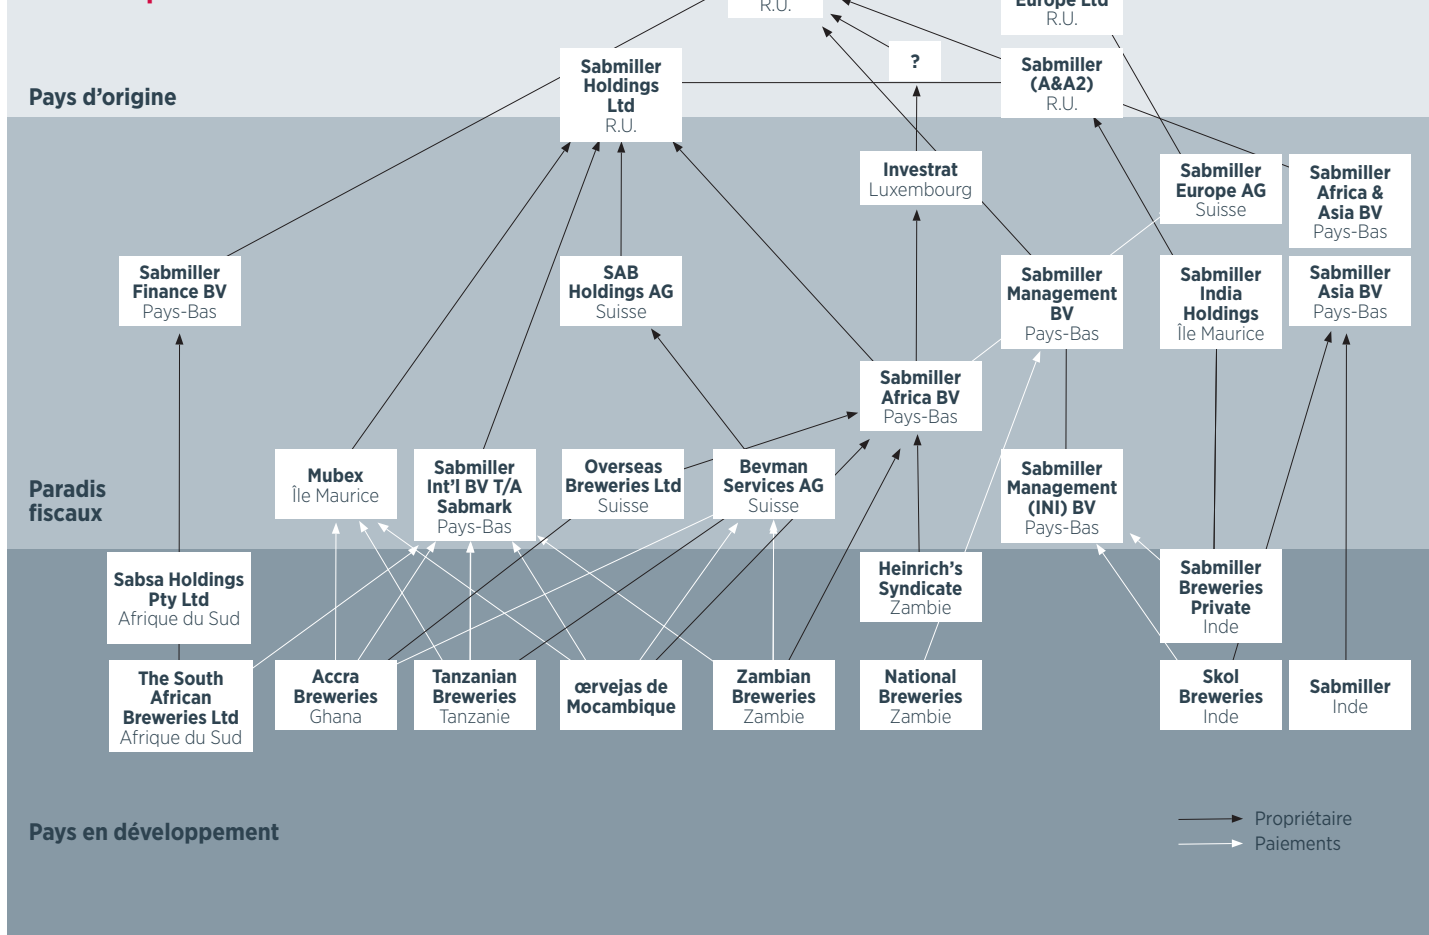 R.U.
Europe Ltd
R.U.
Pays d’origine
Sabmiller
Holdings
Ltd
R.U.
?
Sabmiller
(A&A2)
R.U.
Investrat
Luxembourg
Sabmiller
Europe AG
Suisse
Sabmiller
Africa &
Asia BV
Pays-Bas
Sabmiller
Finance BV
Pays-Bas
SAB
Holdings AG
Suisse
Sabmiller
Management
BV
Pays-Bas
Sabmiller
India
Holdings
Île Maurice
Sabmiller
Asia BV
Pays-Bas
Sabmiller
Africa BV
Pays-Bas
Paradis
fiscaux
Mubex
Île Maurice
Sabmiller
Int’l BV T/A
Sabmark
Pays-Bas
Overseas
Breweries Ltd
Suisse
Bevman
Services AG
Suisse
Sabmiller
Management
(INI) BV
Pays-Bas
Sabsa Holdings
Pty Ltd
Afrique du Sud
Heinrich’s
Syndicate
Zambie
Sabmiller
Breweries
Private
Inde
The South
African
Breweries Ltd
Afrique du Sud
Accra
Breweries
Ghana
Tanzanian
Breweries
Tanzanie
œrvejas de
Mocambique
Zambian
Breweries
Zambie
National
Breweries
Zambie
Skol
Breweries
Inde
Sabmiller
Inde
Pays en développement
Propriétaire
Paiements